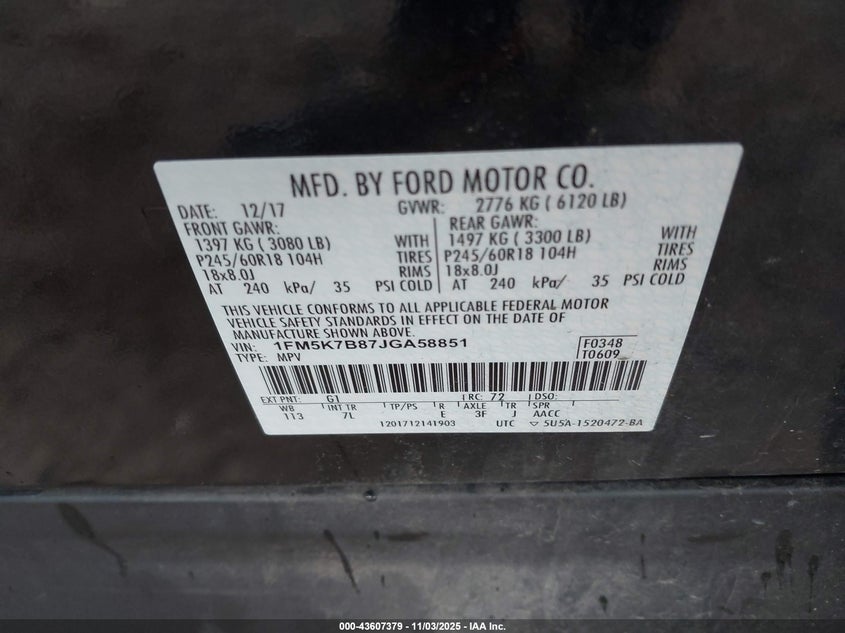 MFD. BY FORD MOTOR CO.
DATE: 12/17 GVWR: 2776 KG ( 6120 LB)
FRONT GAWR: REAR GAWR:
1397 KG ( 3080 LB) WITH 1497 KG ( 3300 LB) WITH
P245/60R18 104H TIRES P245/60R18 104H TIRES
18x8.0J RIMS 18x8.0J RIMS
AT 240 kPa/ 35 PSI COLD AT 240 kPa/ 35 PSI COLD
THIS VEHICLE CONFORMS TO ALL APPLICABLE FEDERAL MOTOR
VEHICLE SAFETY STANDARDS IN EFFECT ON THE DATE OF
MANUFACTURE SHOWN ABOVE.
VIN: 1FM5K7B87JGA58851 F0348
TYPE: MPV T0609
EXT PNT: G1 RC: 72 DSO:
WB INT TR TP/PS R AXLE TR SPR
113 7L E 3F J AACC
1201712141903 UTC ▽ 5U5A-1520472-BA
000-43607379 - 11/03/2025 - IAA Inc.